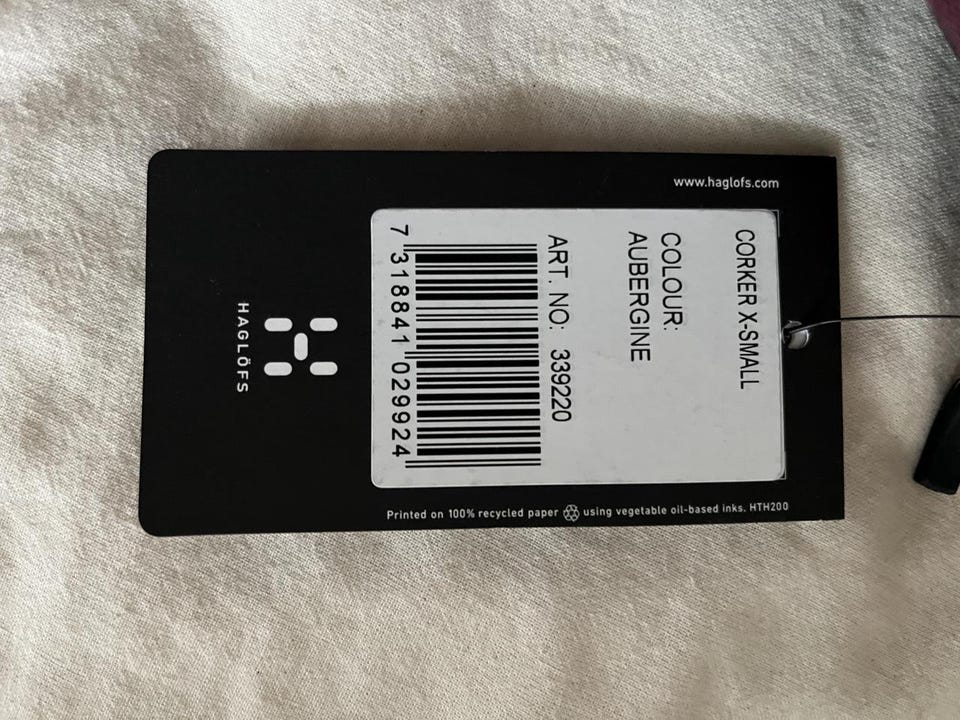 CORKER X-SMALL
COLOUR:
AUBERGINE
ART. NO: 339220
7 318841 029924
HAGLÖFS
www.haglofs.com
Printed on 100% recycled paper using vegetable oil-based inks. HTH200